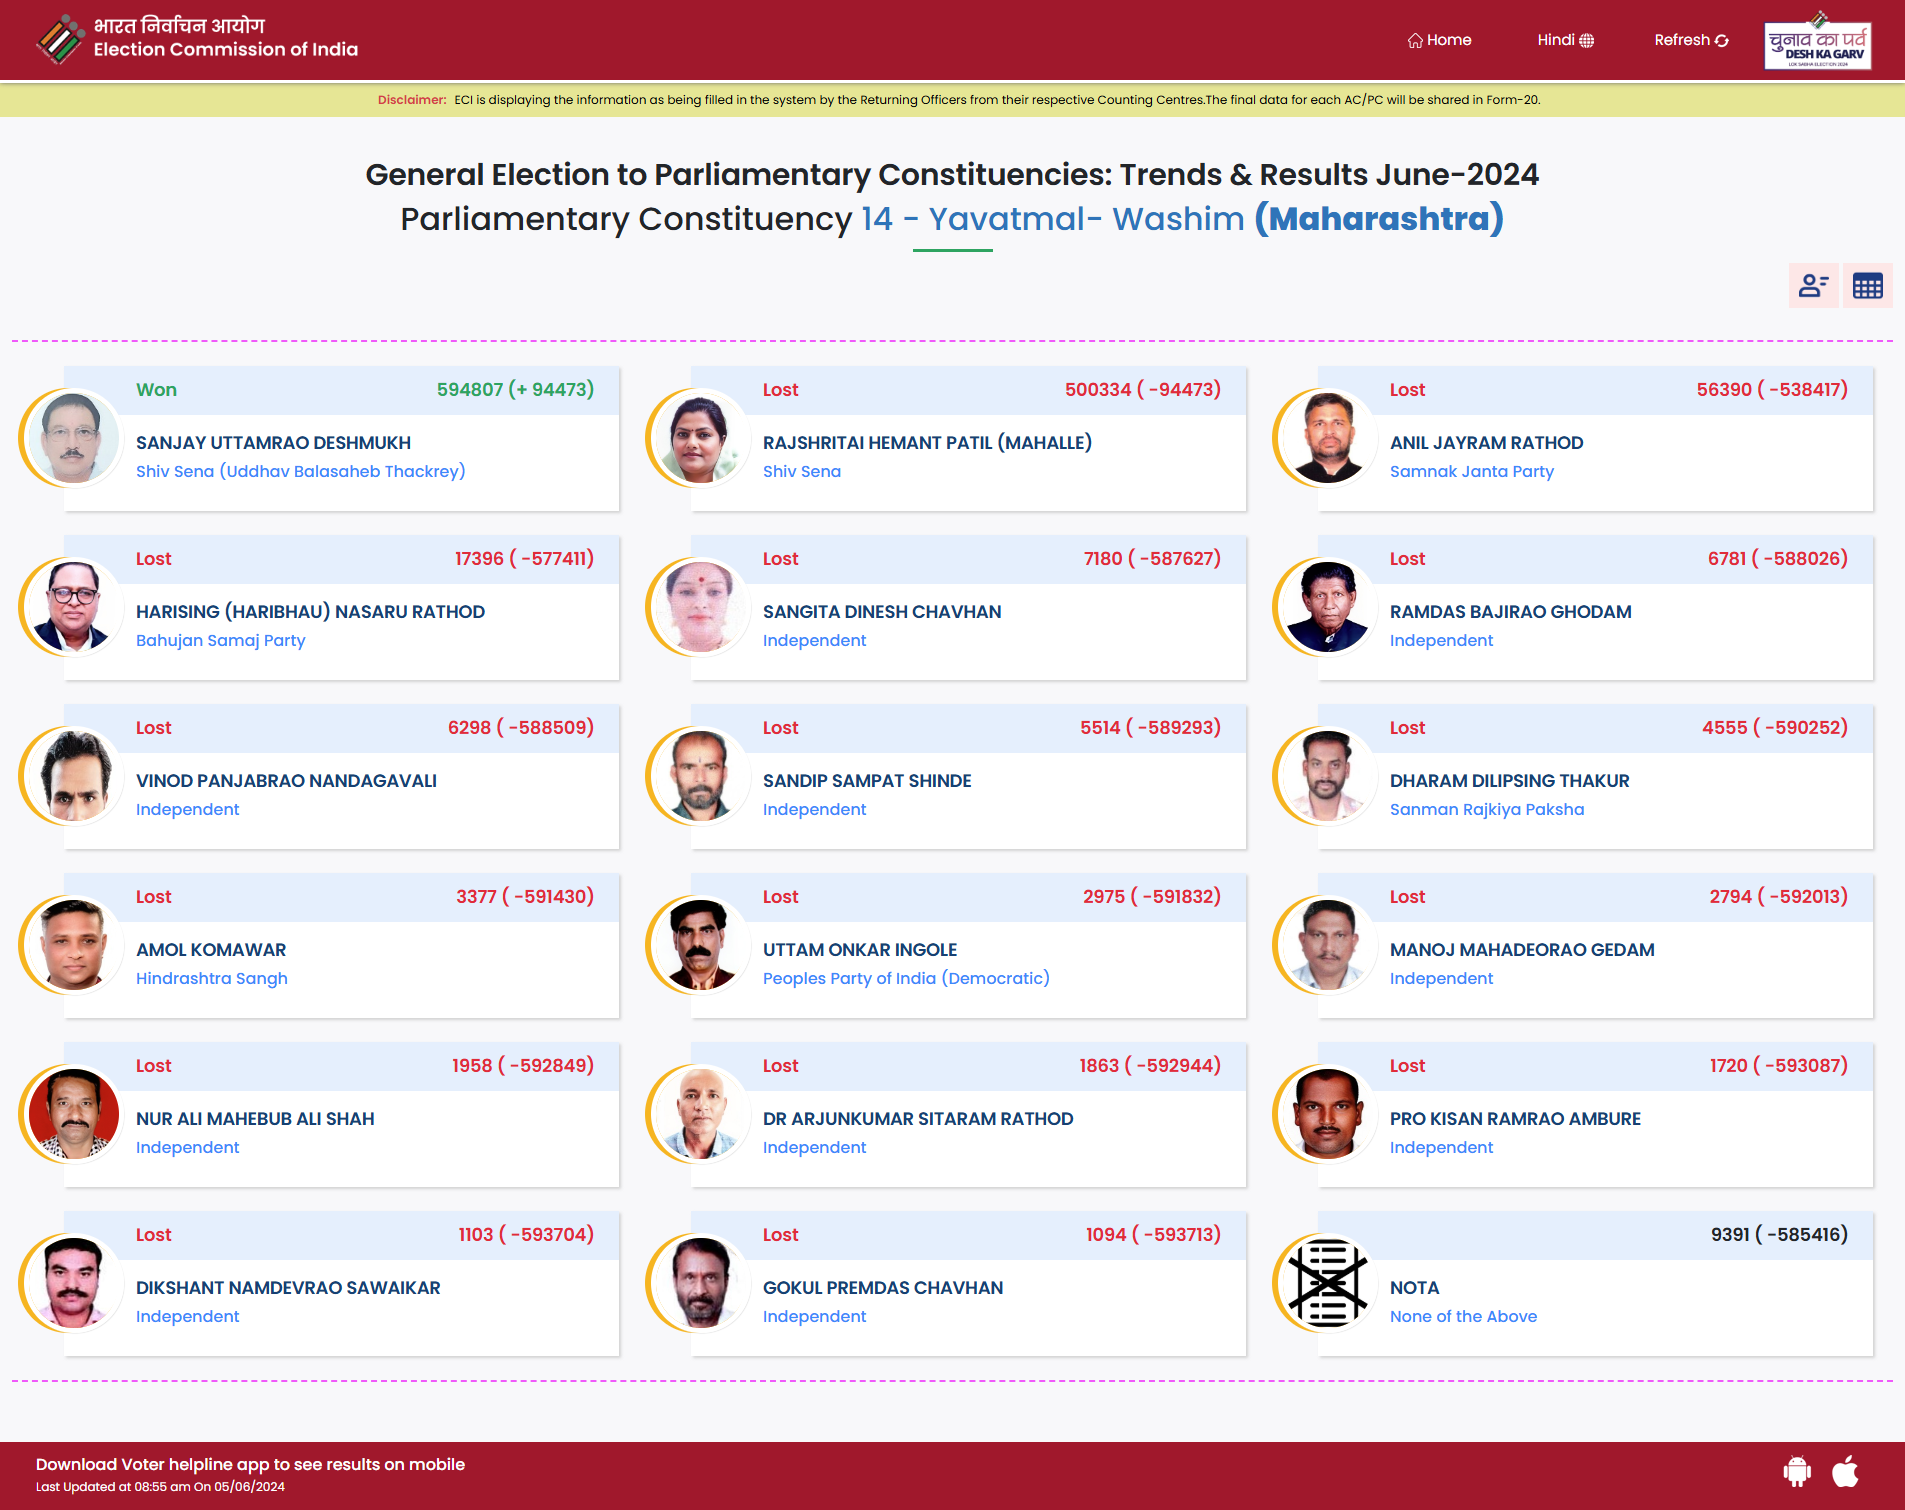 भारत निर्वाचन आयोग
Election Commission of India
Home
Hindi
Refresh
चुनाव का पर्व
DESH KA GARV
LOK SABHA ELECTION 2024
Disclaimer: ECI is displaying the information as being filled in the system by the Returning Officers from their respective Counting Centres.The final data for each AC/PC will be shared in Form-20.
General Election to Parliamentary Constituencies: Trends & Results June-2024
Parliamentary Constituency 14 - Yavatmal- Washim (Maharashtra)
Won 594807 (+ 94473)
SANJAY UTTAMRAO DESHMUKH
Shiv Sena (Uddhav Balasaheb Thackrey)
Lost 500334 ( -94473)
RAJSHRITAI HEMANT PATIL (MAHALLE)
Shiv Sena
Lost 56390 ( -538417)
ANIL JAYRAM RATHOD
Samnak Janta Party
Lost 17396 ( -577411)
HARISING (HARIBHAU) NASARU RATHOD
Bahujan Samaj Party
Lost 7180 ( -587627)
SANGITA DINESH CHAVHAN
Independent
Lost 6781 ( -588026)
RAMDAS BAJIRAO GHODAM
Independent
Lost 6298 ( -588509)
VINOD PANJABRAO NANDAGAVALI
Independent
Lost 5514 ( -589293)
SANDIP SAMPAT SHINDE
Independent
Lost 4555 ( -590252)
DHARAM DILIPSING THAKUR
Sanman Rajkiya Paksha
Lost 3377 ( -591430)
AMOL KOMAWAR
Hindrashtra Sangh
Lost 2975 ( -591832)
UTTAM ONKAR INGOLE
Peoples Party of India (Democratic)
Lost 2794 ( -592013)
MANOJ MAHADEORAO GEDAM
Independent
Lost 1958 ( -592849)
NUR ALI MAHEBUB ALI SHAH
Independent
Lost 1863 ( -592944)
DR ARJUNKUMAR SITARAM RATHOD
Independent
Lost 1720 ( -593087)
PRO KISAN RAMRAO AMBURE
Independent
Lost 1103 ( -593704)
DIKSHANT NAMDEVRAO SAWAIKAR
Independent
Lost 1094 ( -593713)
GOKUL PREMDAS CHAVHAN
Independent
9391 ( -585416)
NOTA
None of the Above
Download Voter helpline app to see results on mobile
Last Updated at 08:55 am On 05/06/2024